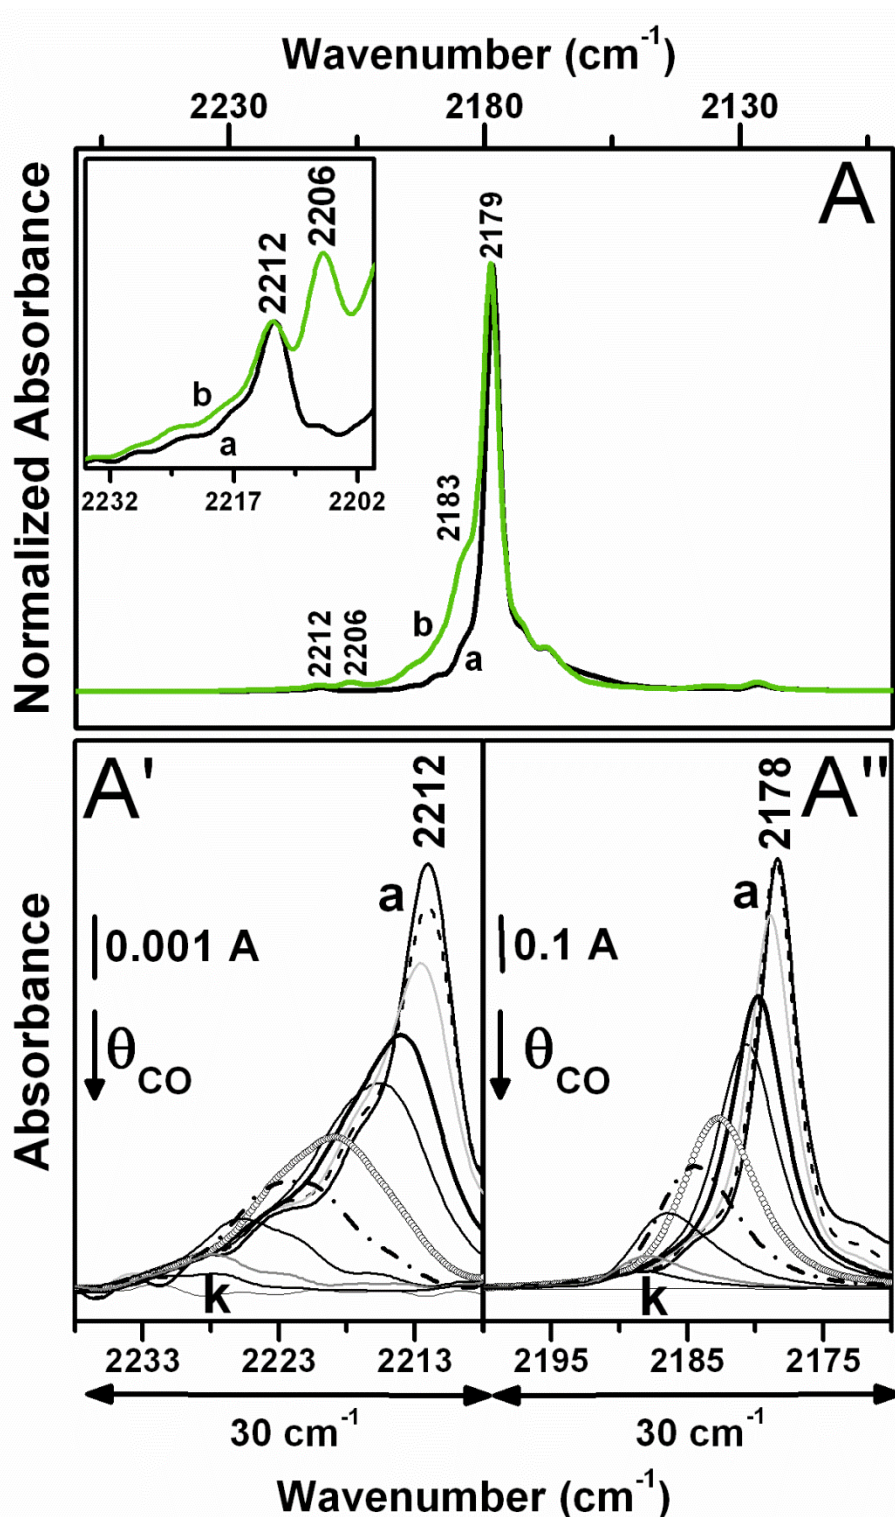 Wavenumber (cm-1)
2230 2180 2130
Normalized Absorbance
A
2179
2183
2212
2206
b
a
2212
2206
b
a
2232 2217 2202
Absorbance
A'
2212
a
0.001 A
θCO
k
2233 2223 2213
30 cm-1
A"
2178
a
0.1 A
θCO
k
2195 2185 2175
30 cm-1
Wavenumber (cm-1)